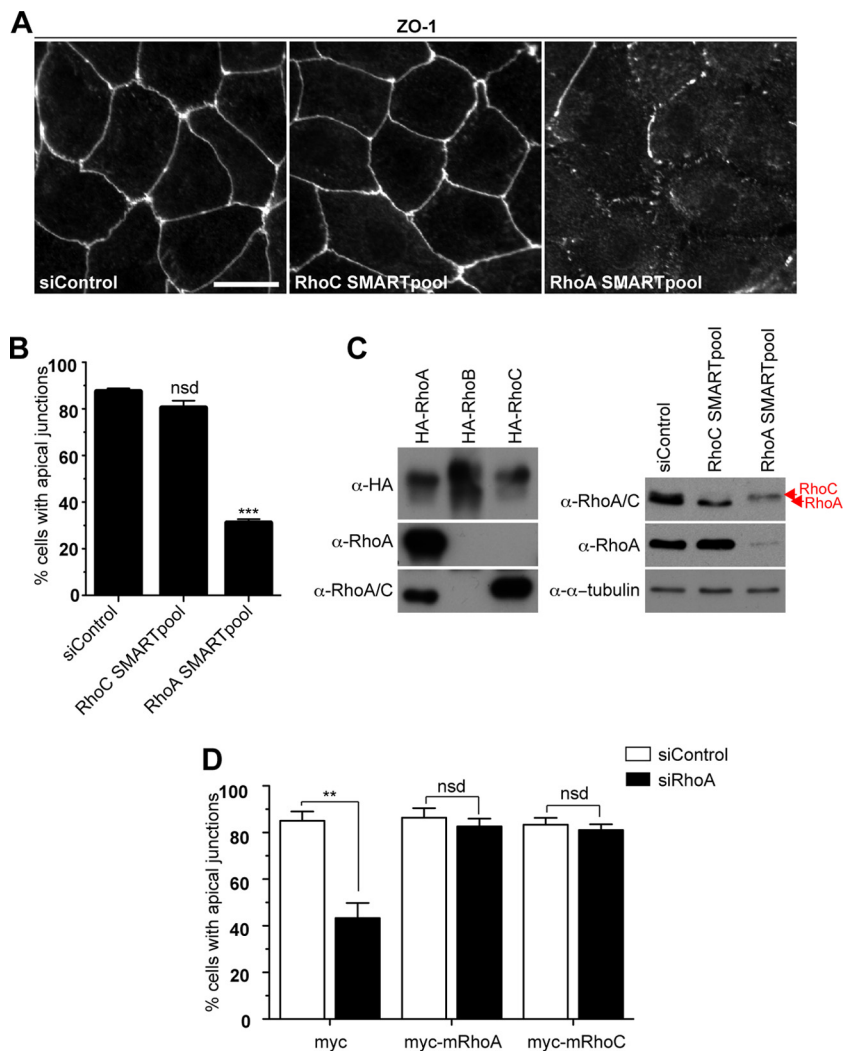 A
ZO-1
siControl
RhoC SMARTpool
RhoA SMARTpool
B
% cells with apical junctions
100
80
60
40
20
0
nsd
***
siControl
RhoC SMARTpool
RhoA SMARTpool
C
HA-RhoA
HA-RhoB
HA-RhoC
α-HA
α-RhoA
α-RhoA/C
siControl
RhoC SMARTpool
RhoA SMARTpool
α-RhoA/C
RhoC
RhoA
α-RhoA
α-α–tubulin
D
siControl
siRhoA
% cells with apical junctions
100
80
60
40
20
0
**
nsd
nsd
myc
myc-mRhoA
myc-mRhoC